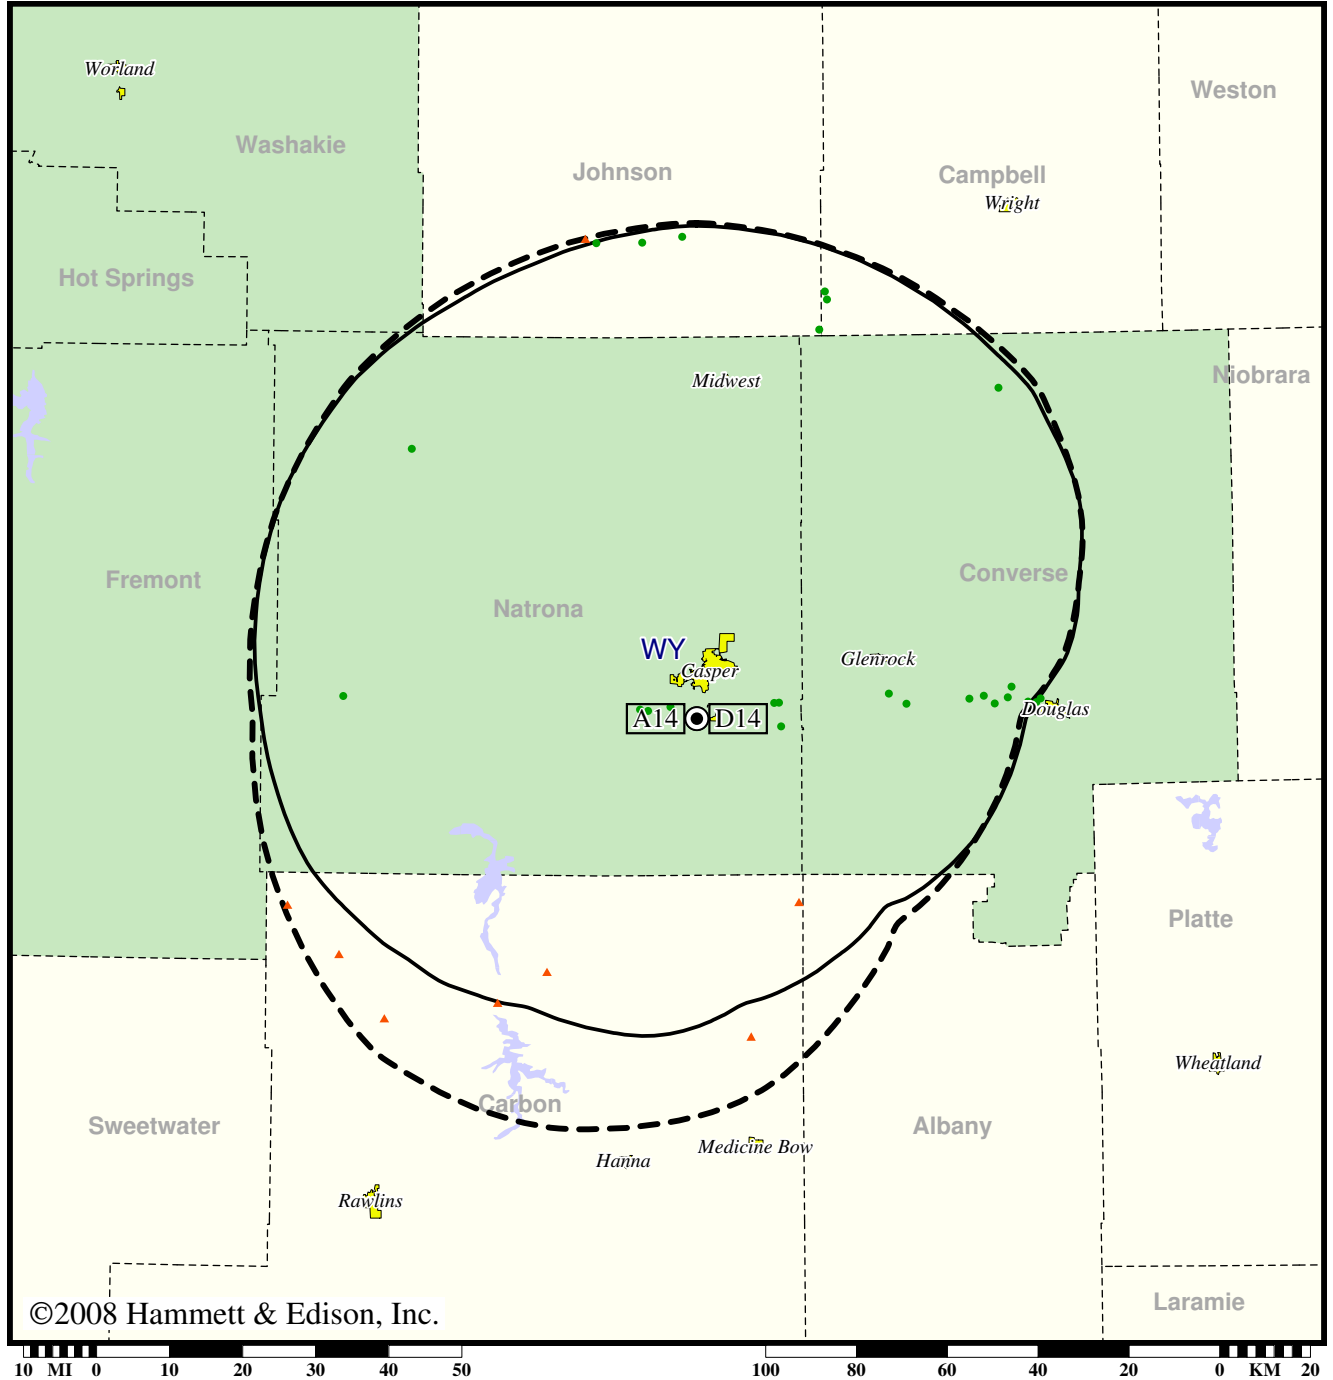 Worland
Weston
Washakie
Johnson
Campbell
Wright
Hot Springs
Midwest
Niobrara
Fremont
Converse
Natrona
WY
Glenrock
Casper
A14
D14
Douglas
Platte
Wheatland
Carbon
Sweetwater
Albany
Medicine Bow
Hanna
Rawlins
Laramie
©2008 Hammett & Edison, Inc.
10 MI 0 10 20 30 40 50 100 80 60 40 20 0 KM 20